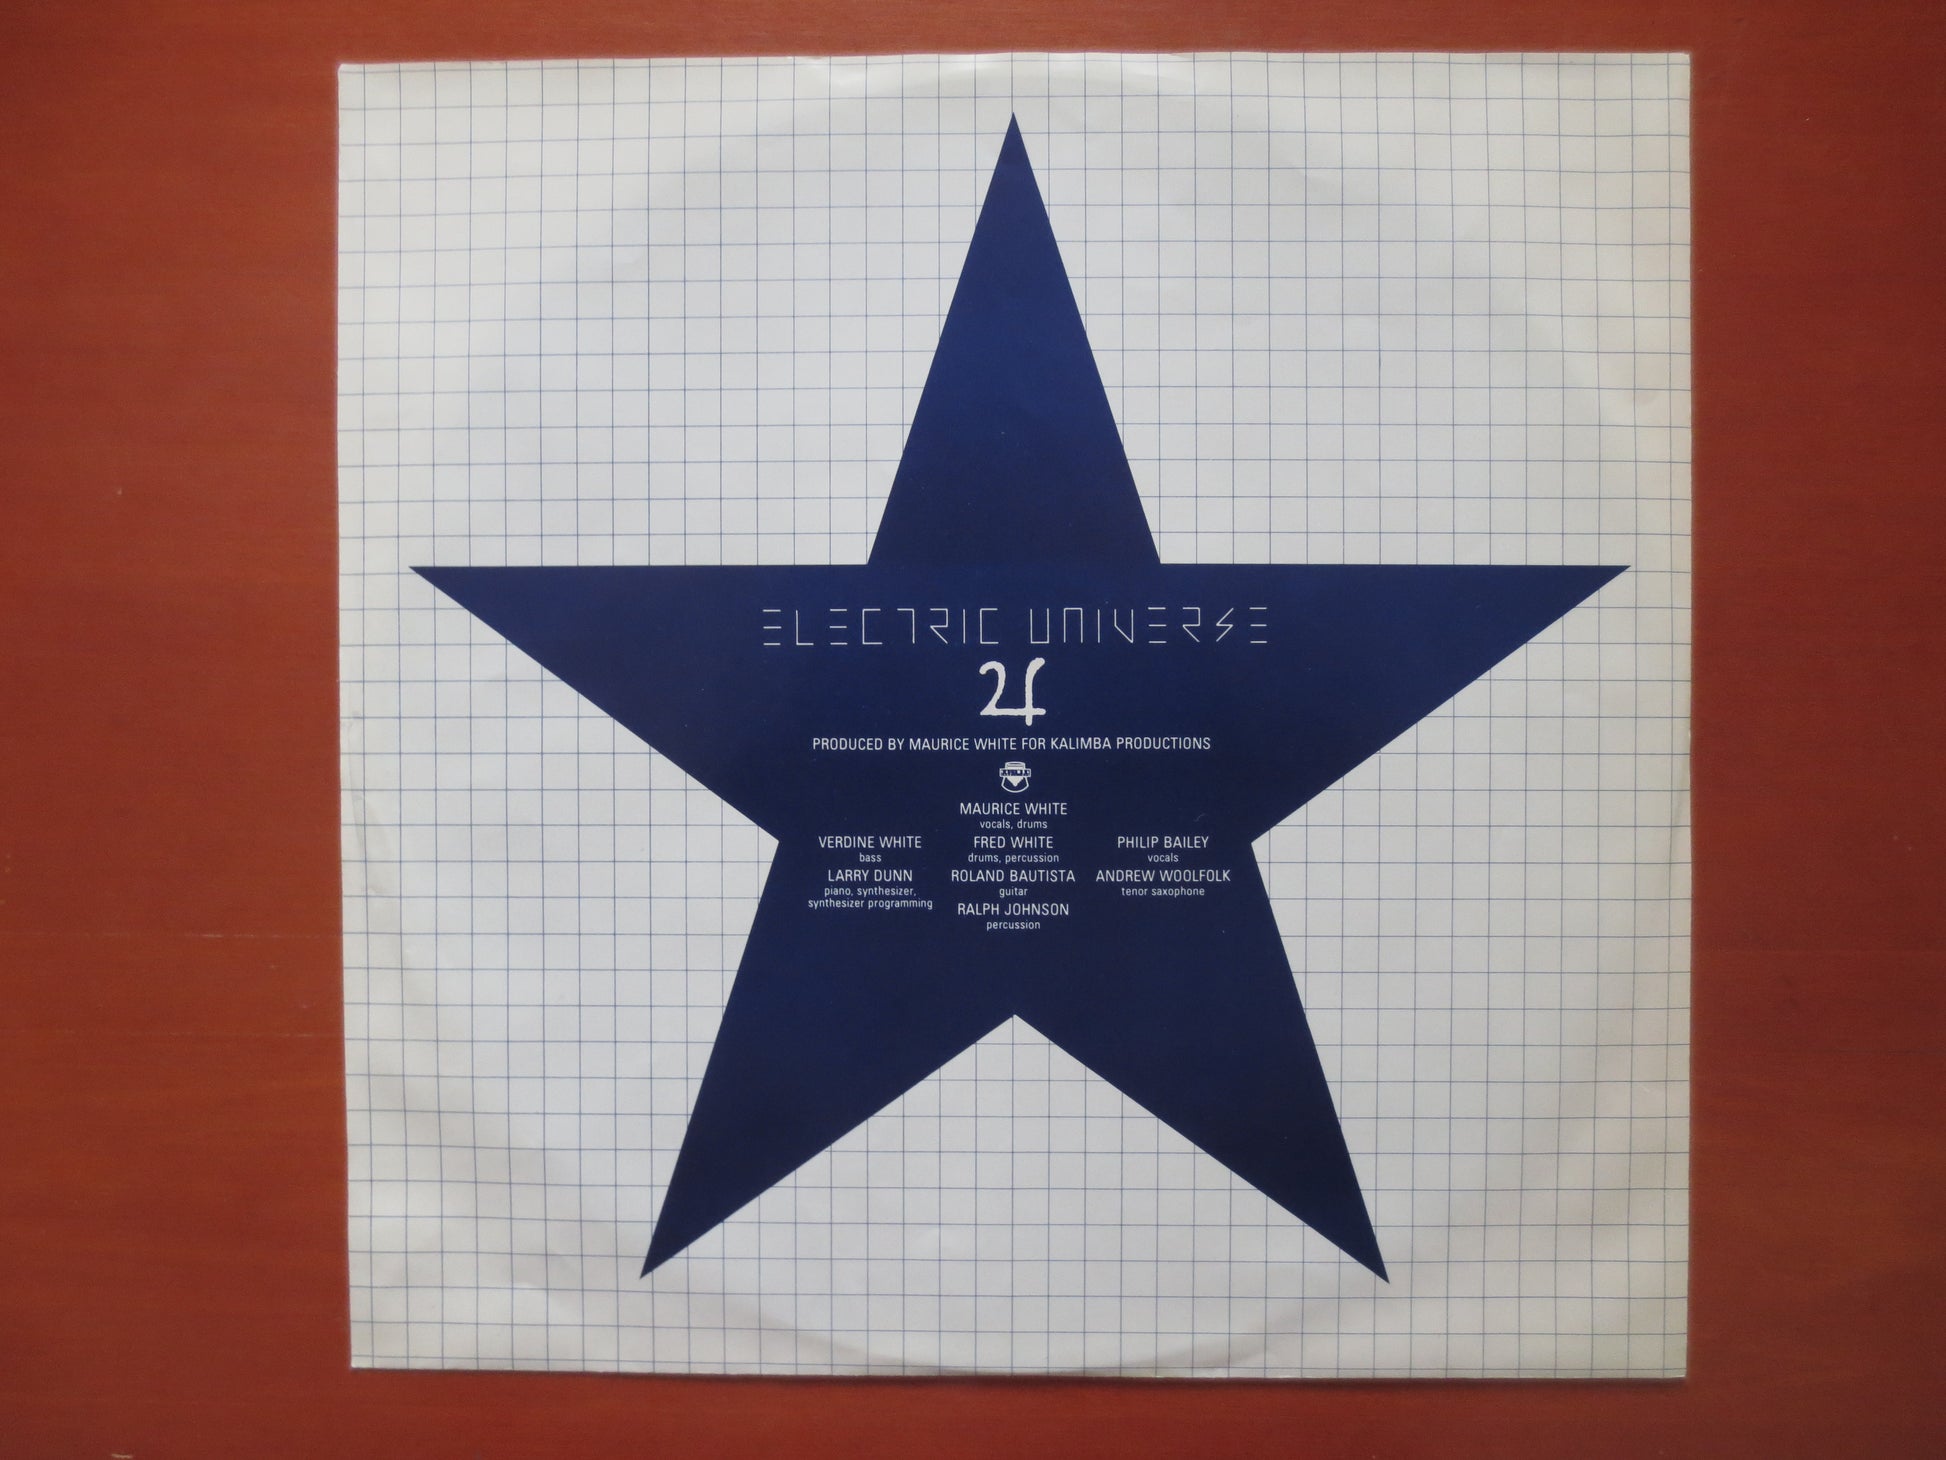 ELECTRIC UNIVERSE
♃
PRODUCED BY MAURICE WHITE FOR KALIMBA PRODUCTIONS
MAURICE WHITE
vocals, drums
VERDINE WHITE
bass
LARRY DUNN
piano, synthesizer,
synthesizer programming
FRED WHITE
drums, percussion
ROLAND BAUTISTA
guitar
RALPH JOHNSON
percussion
PHILIP BAILEY
vocals
ANDREW WOOLFOLK
tenor saxophone